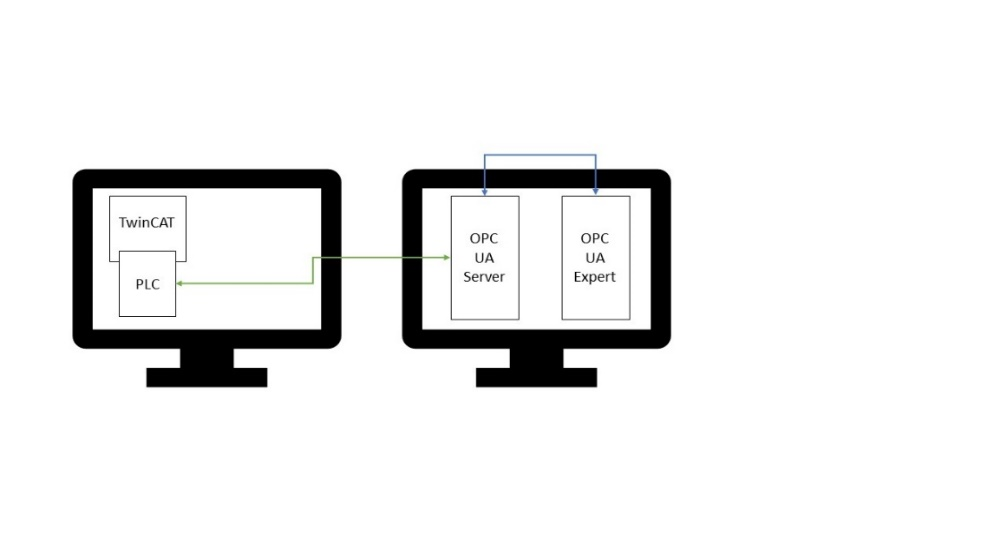 TwinCAT
PLC
OPC
UA
Server
OPC
UA
Expert